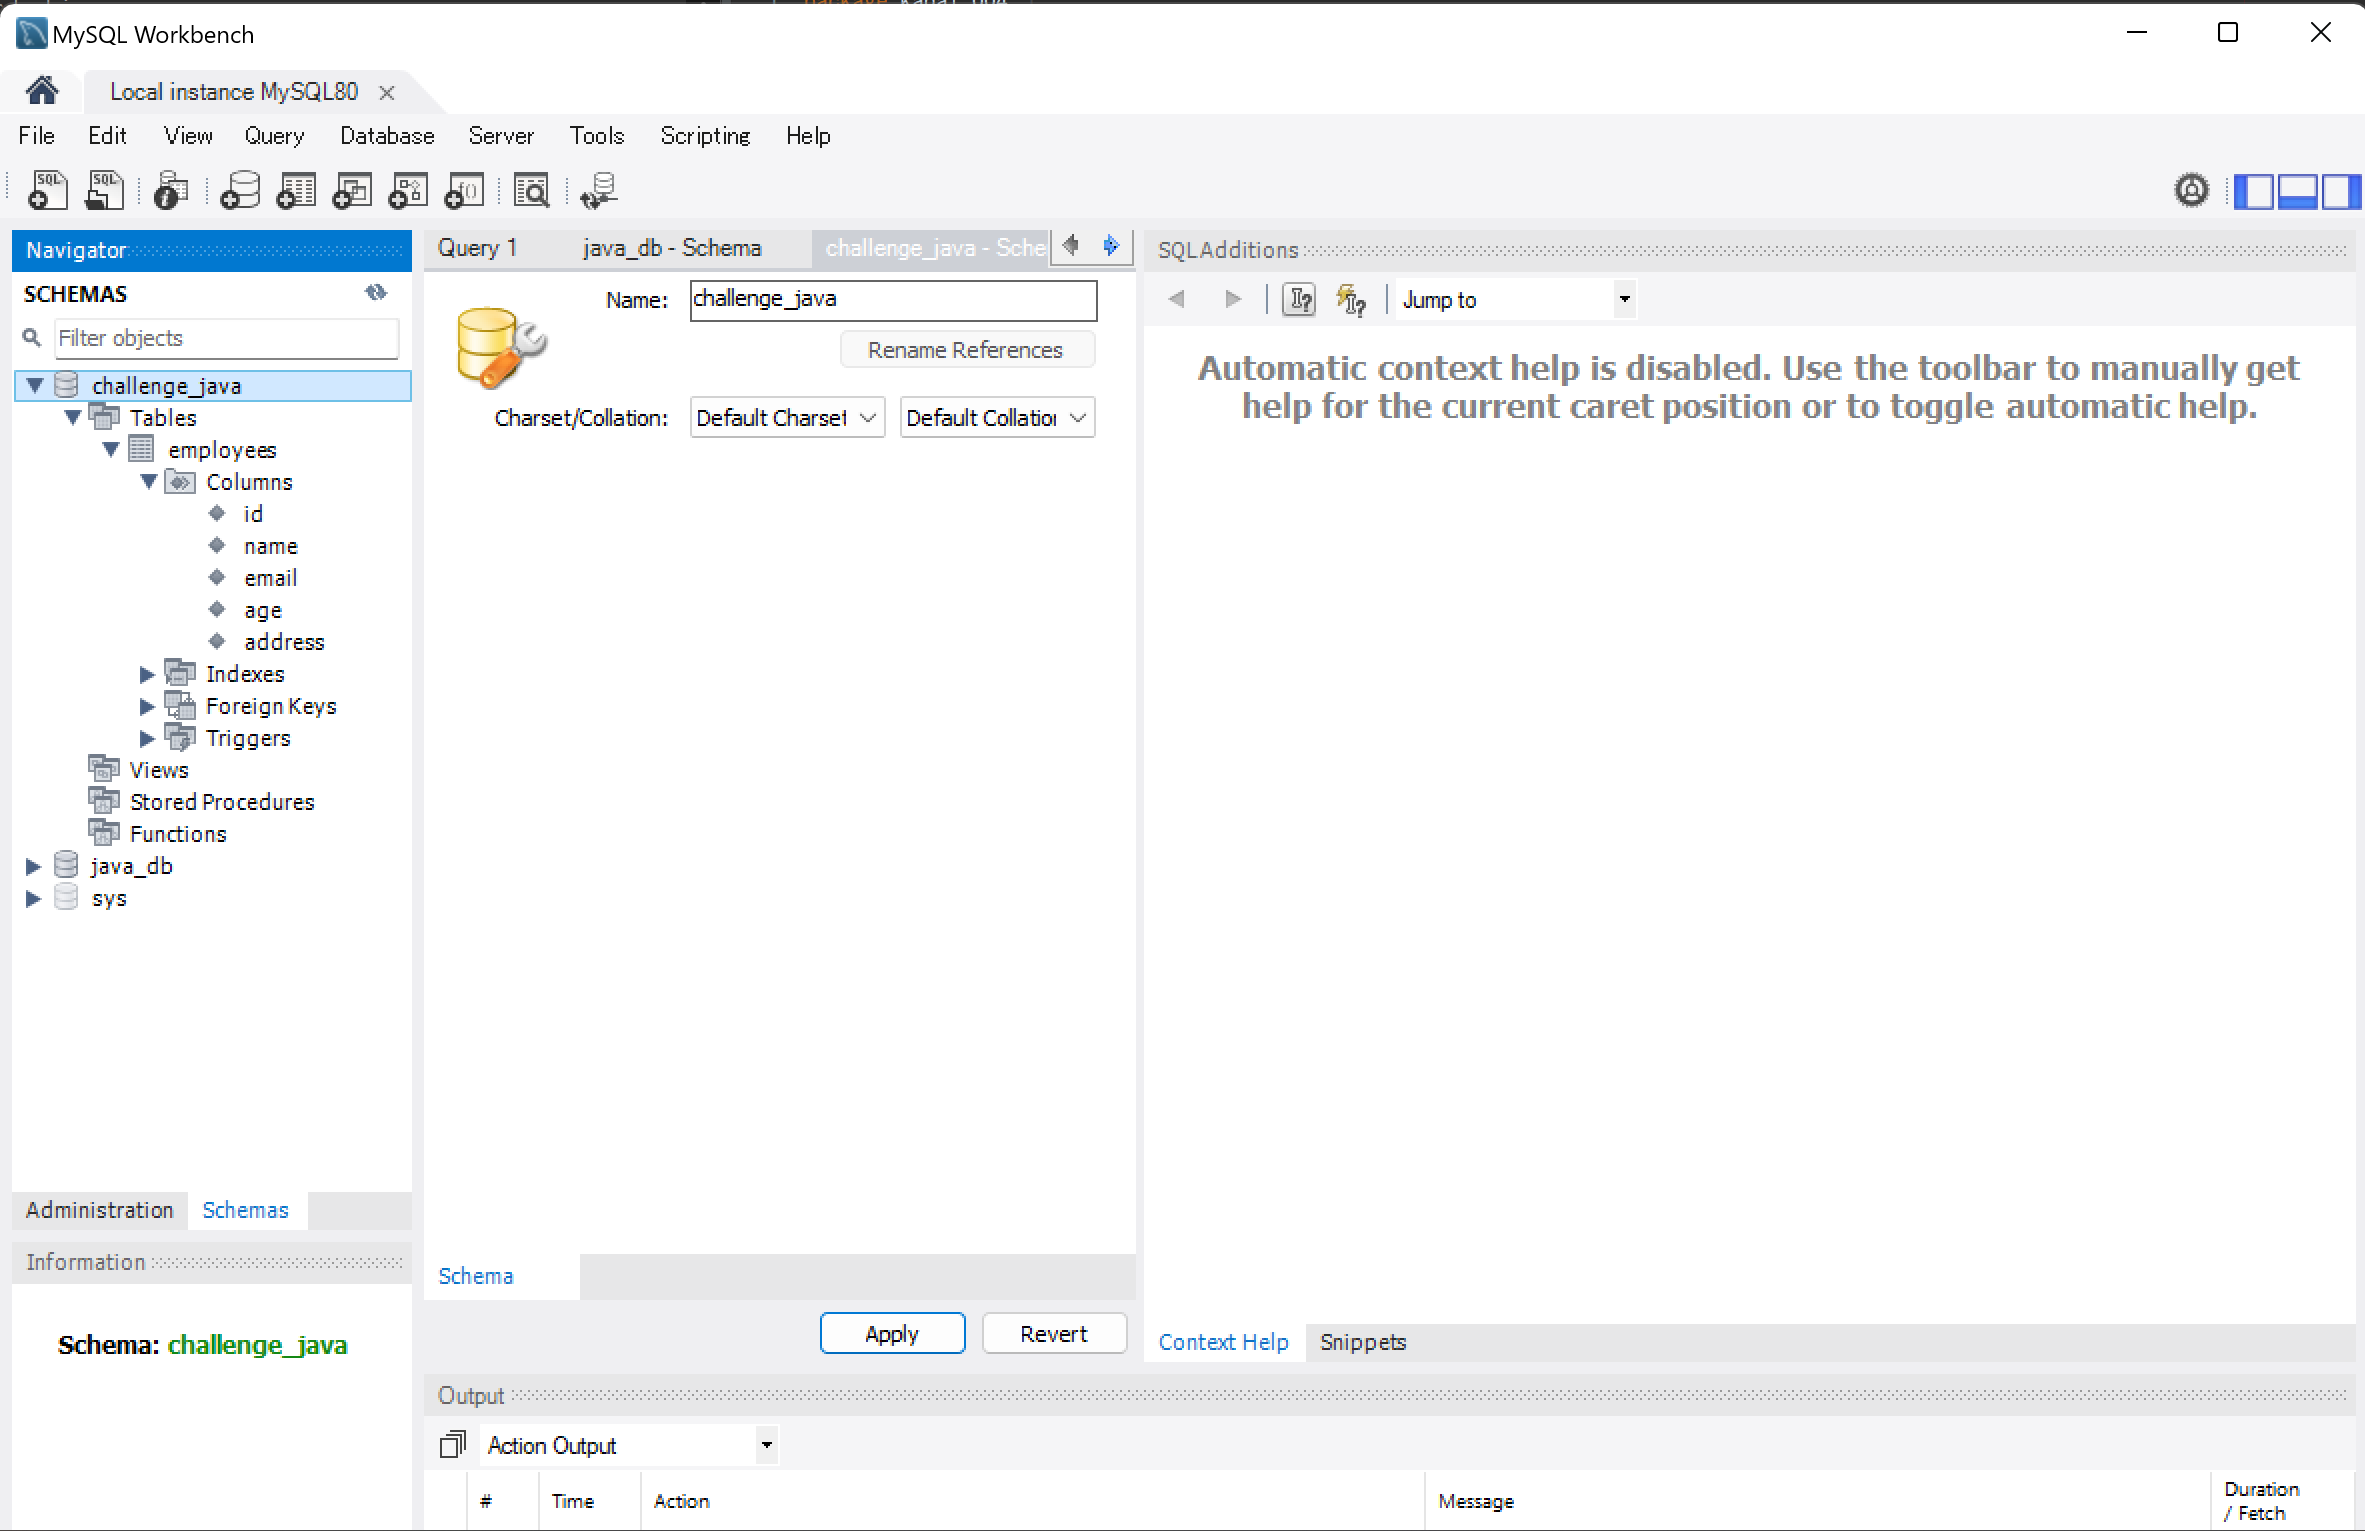 MySQL Workbench
Local instance MySQL80
File Edit View Query Database Server Tools Scripting Help
SQL SQL
Navigator
SCHEMAS
Filter objects
challenge_java
Tables
employees
Columns
id
name
email
age
address
Indexes
Foreign Keys
Triggers
Views
Stored Procedures
Functions
java_db
sys
Administration Schemas
Information
Schema: challenge_java
Query 1 java_db - Schema challenge_java - Sche
Name: challenge_java
Rename References
Charset/Collation: Default Charset Default Collation
Schema
Apply Revert
SQLAdditions
Jump to
Automatic context help is disabled. Use the toolbar to manually get
help for the current caret position or to toggle automatic help.
Context Help Snippets
Output
Action Output
# Time Action Message Duration
/ Fetch